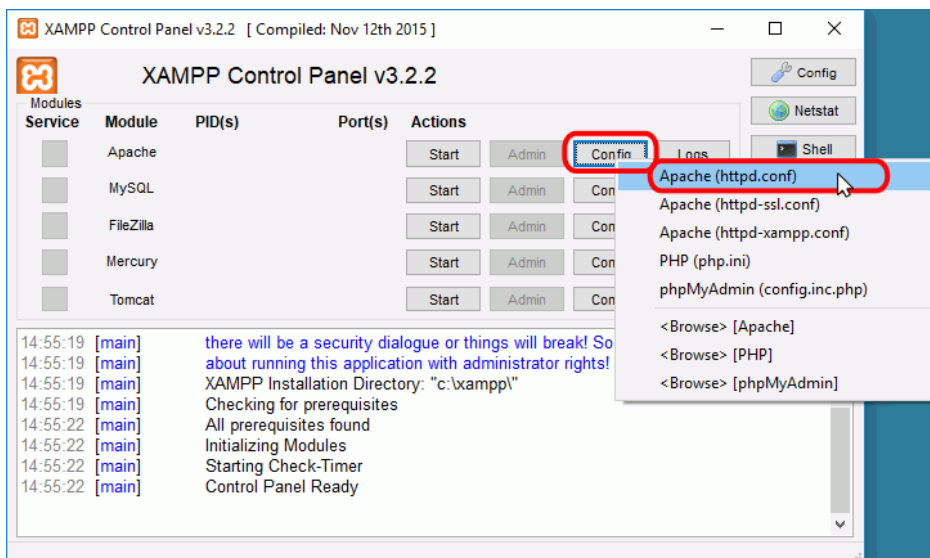 XAMPP Control Panel v3.2.2 [ Compiled: Nov 12th 2015 ]
XAMPP Control Panel v3.2.2
Config
Modules
Service Module PID(s) Port(s) Actions
Netstat
Apache Start Admin Config Logs
Shell
Apache (httpd.conf)
MySQL Start Admin Con
Apache (httpd-ssl.conf)
FileZilla Start Admin Con
Apache (httpd-xampp.conf)
Mercury Start Admin Con
PHP (php.ini)
phpMyAdmin (config.inc.php)
Tomcat Start Admin Con
<Browse> [Apache]
<Browse> [PHP]
<Browse> [phpMyAdmin]
14:55:19 [main] there will be a security dialogue or things will break! So
14:55:19 [main] about running this application with administrator rights!
14:55:19 [main] XAMPP Installation Directory: "c:\xampp\"
14:55:19 [main] Checking for prerequisites
14:55:22 [main] All prerequisites found
14:55:22 [main] Initializing Modules
14:55:22 [main] Starting Check-Timer
14:55:22 [main] Control Panel Ready